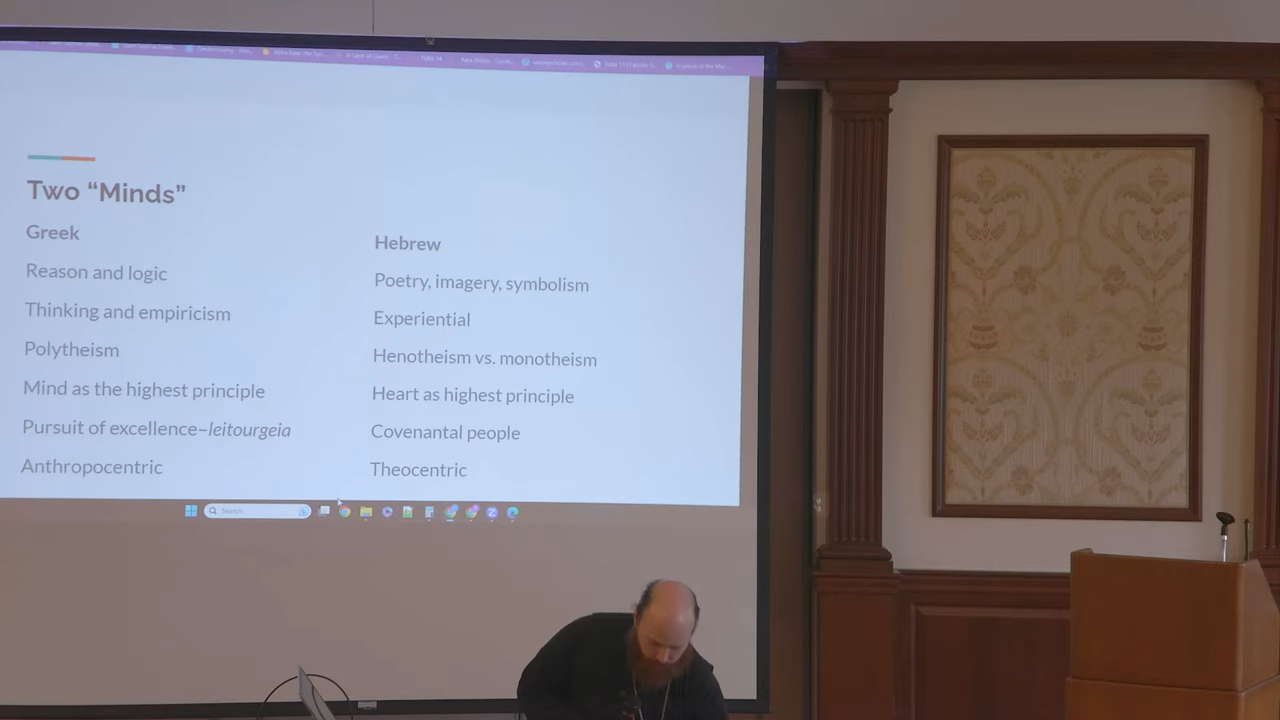 Two “Minds”
Greek
Reason and logic
Thinking and empiricism
Polytheism
Mind as the highest principle
Pursuit of excellence–leitourgeia
Anthropocentric
Hebrew
Poetry, imagery, symbolism
Experiential
Henotheism vs. monotheism
Heart as highest principle
Covenantal people
Theocentric
Search